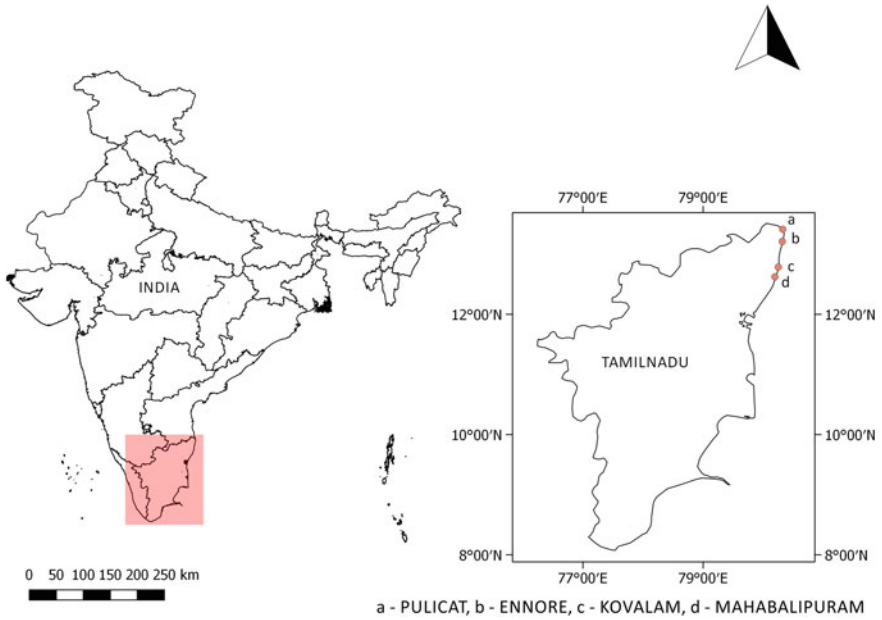 77°00'E 79°00'E
a
b
c
d
INDIA
12°00'N 12°00'N
TAMILNADU
10°00'N 10°00'N
8°00'N 8°00'N
77°00'E 79°00'E
0 50 100 150 200 250 km
a - PULICAT, b - ENNORE, c - KOVALAM, d - MAHABALIPURAM